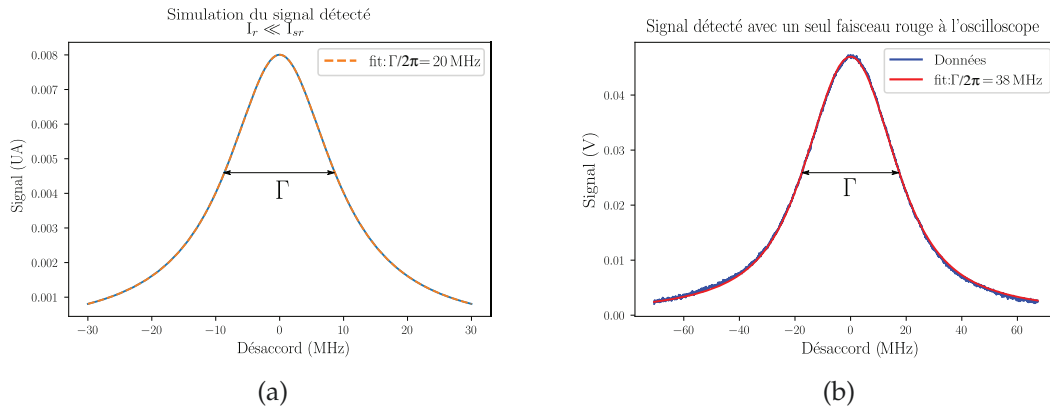 Simulation du signal détecté
I_r ≪ I_{sr}
fit:Γ/2π= 20 MHz
Signal (UA)
0.008
0.007
0.006
0.005
0.004
0.003
0.002
0.001
Γ
−30 −20 −10 0 10 20 30
Désaccord (MHz)
(a)
Signal détecté avec un seul faisceau rouge à l'oscilloscope
Données
fit:Γ/2π= 38 MHz
Signal (V)
0.04
0.03
0.02
0.01
0.00
Γ
−60 −40 −20 0 20 40 60
Désaccord (MHz)
(b)